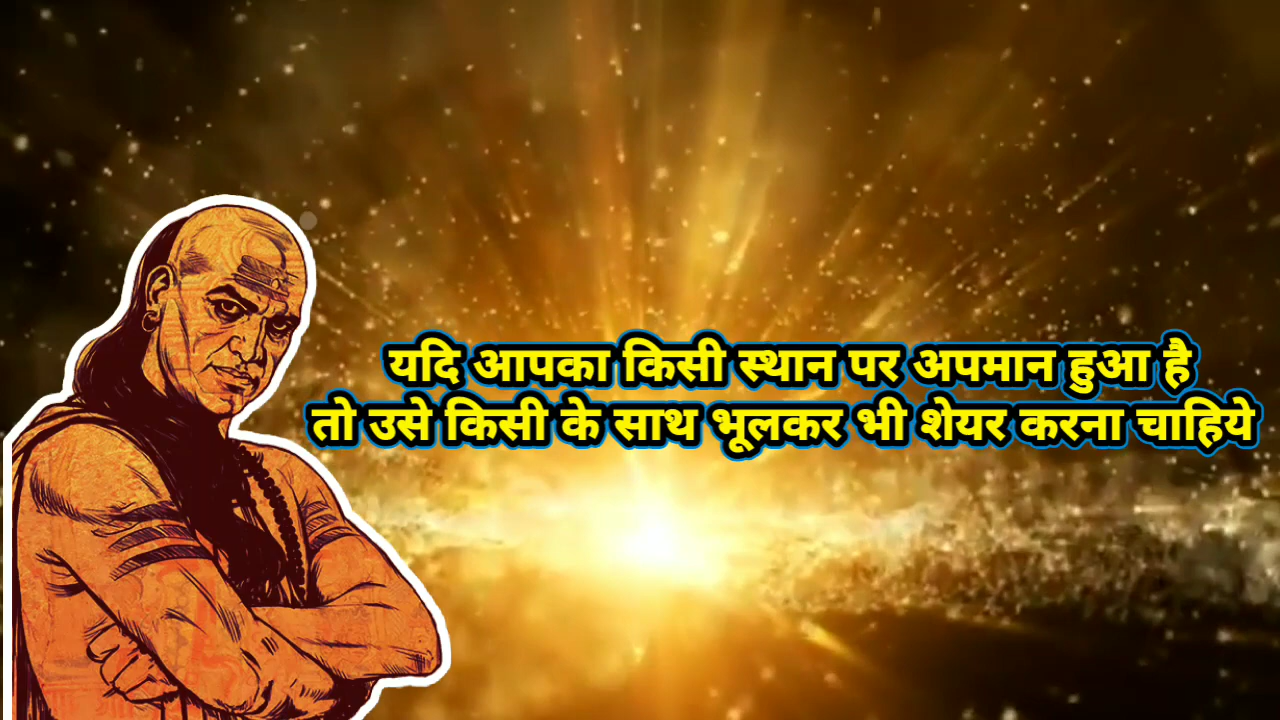 यदि आपका किसी स्थान पर अपमान हुआ है
तो उसे किसी के साथ भूलकर भी शेयर करना चाहिये